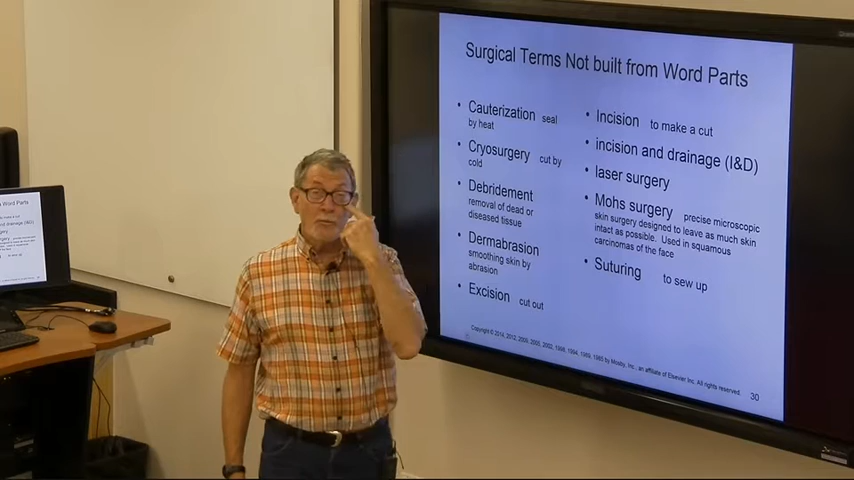 Surgical Terms Not built from Word Parts
• Cauterization seal
by heat
• Cryosurgery cut by
cold
• Debridement
removal of dead or
diseased tissue
• Dermabrasion
smoothing skin by
abrasion
• Excision cut out
• Incision to make a cut
• incision and drainage (I&D)
• laser surgery
• Mohs surgery precise microscopic
skin surgery designed to leave as much skin
intact as possible. Used in Squamous
carcinomas of the face
• Suturing to sew up
Copyright © 2014, 2012, 2009, 2005, 2002, 1998, 1994, 1989, 1985 by Mosby, Inc., an affiliate of Elsevier Inc. All rights reserved.
30